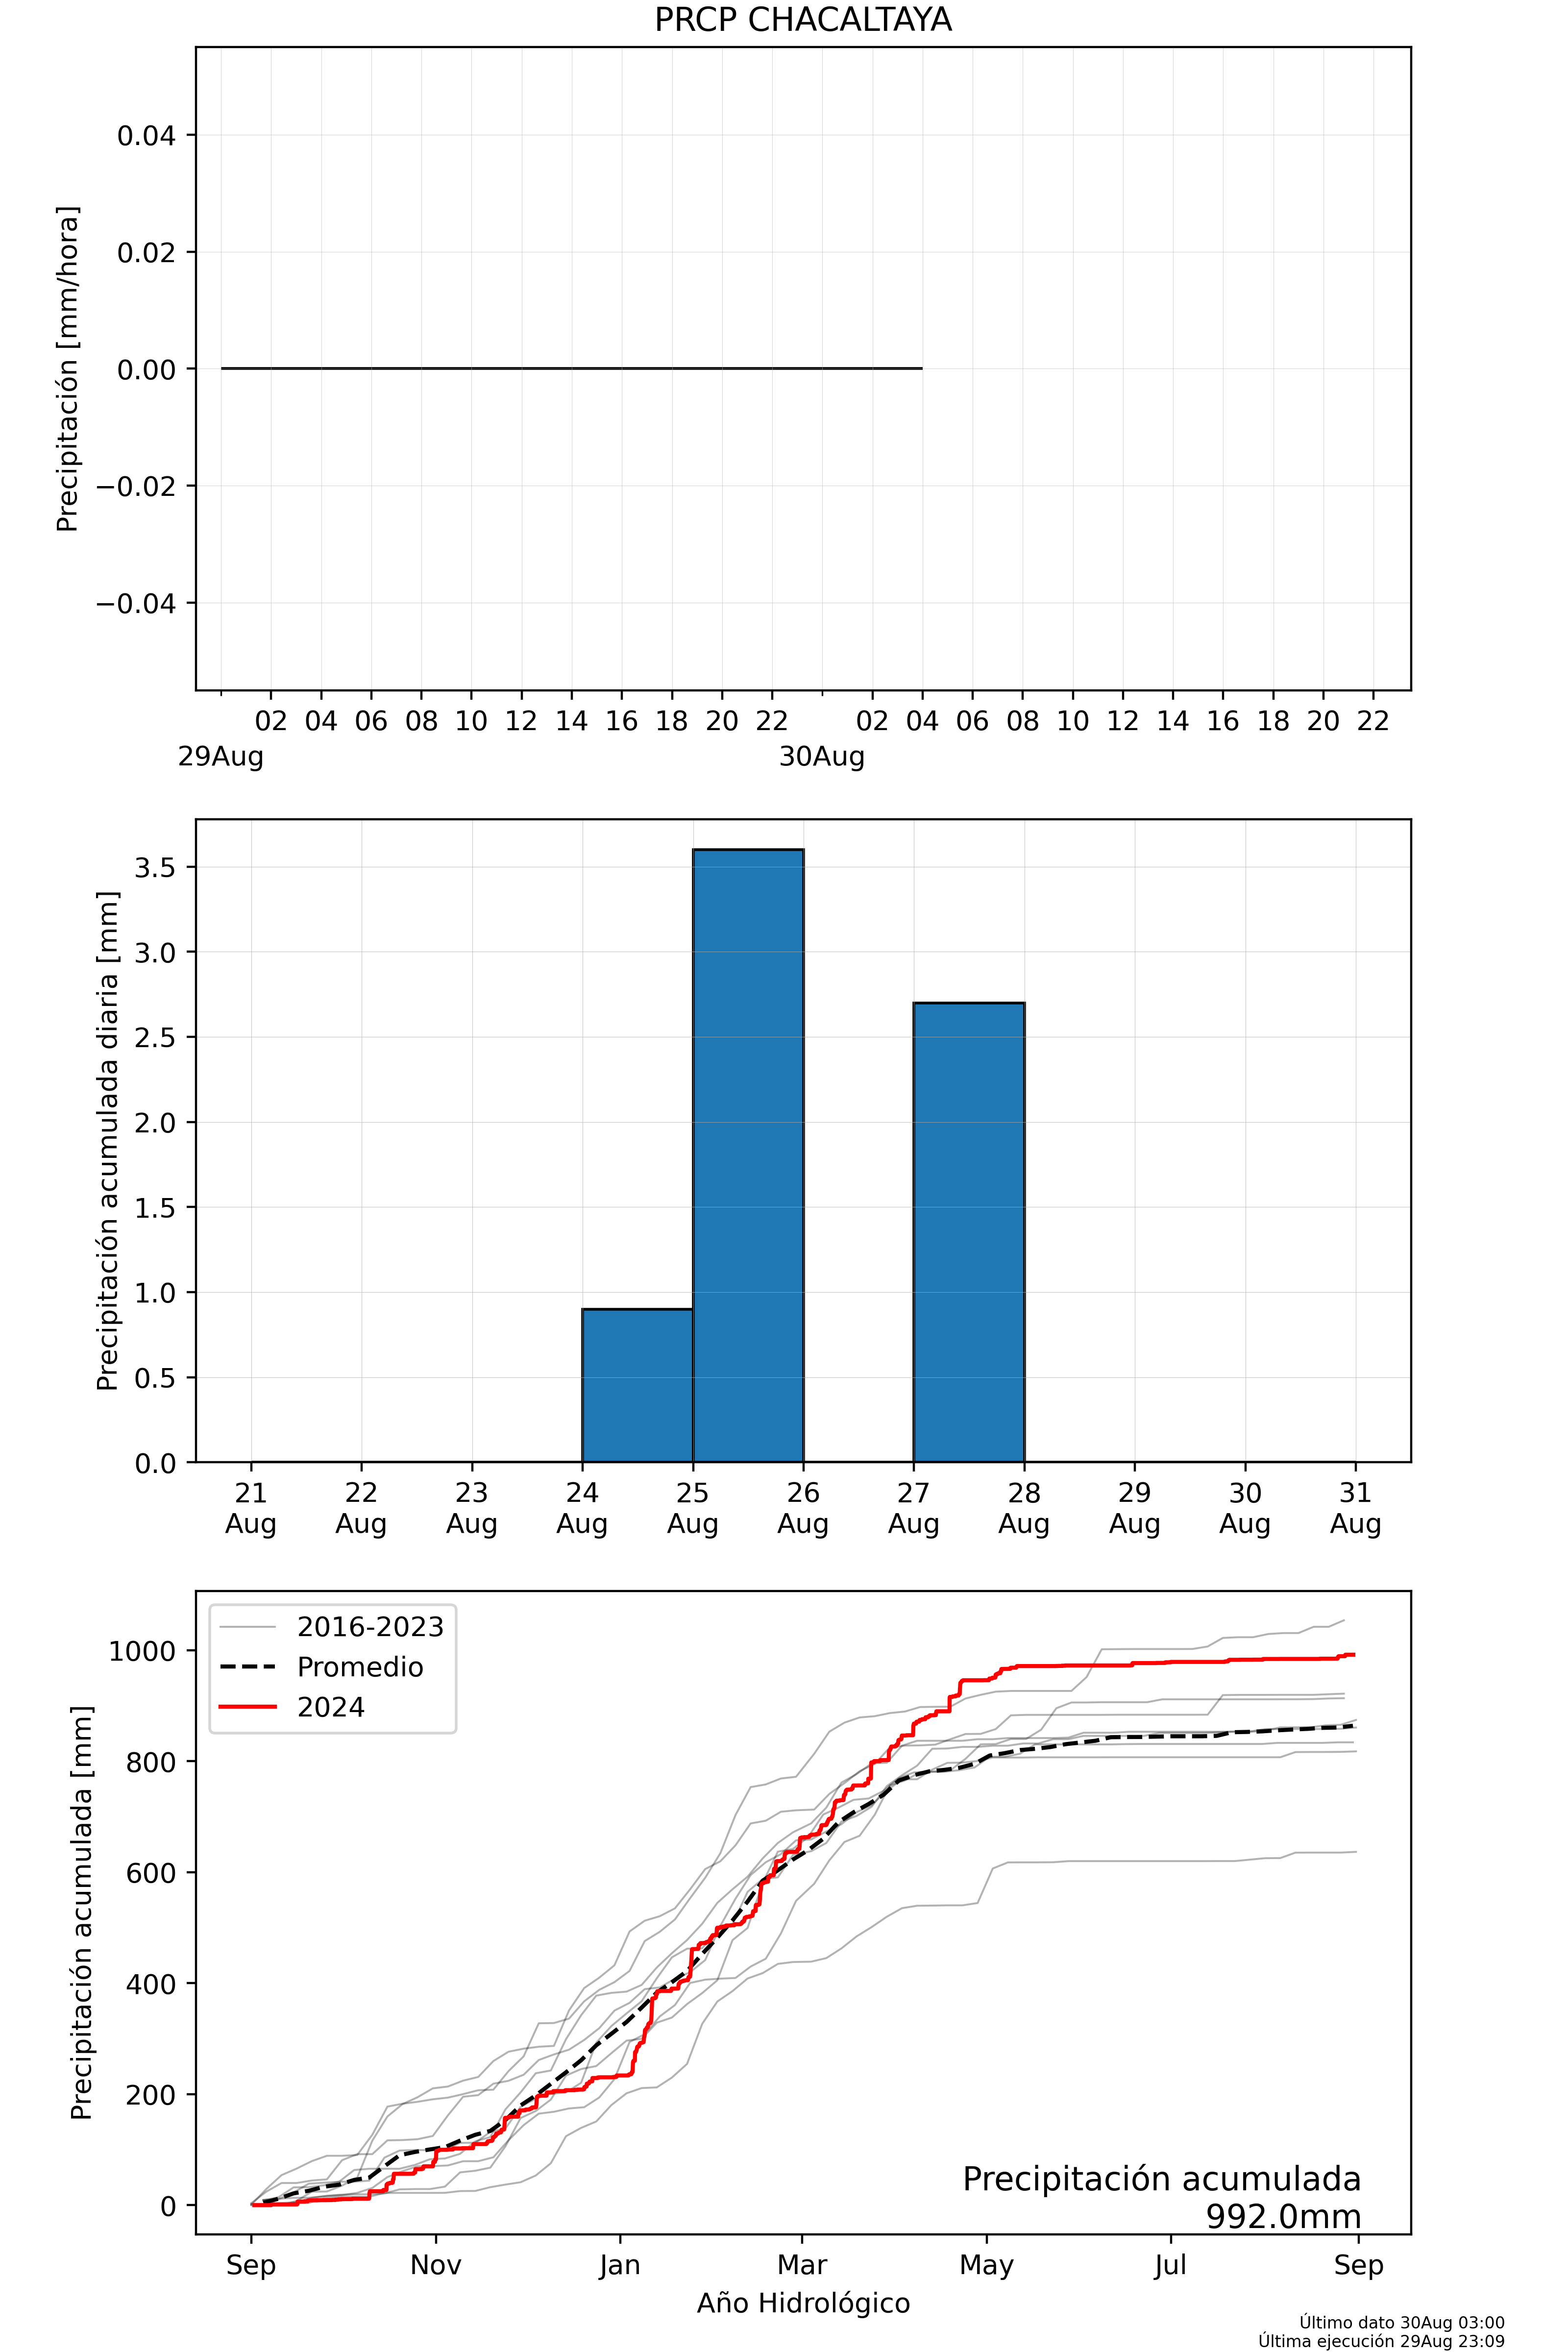 PRCP CHACALTAYA
Precipitación [mm/hora]
0.04
0.02
0.00
−0.02
−0.04
02 04 06 08 10 12 14 16 18 20 22 02 04 06 08 10 12 14 16 18 20 22
29Aug 30Aug
Precipitación acumulada diaria [mm]
3.5
3.0
2.5
2.0
1.5
1.0
0.5
0.0
21 22 23 24 25 26 27 28 29 30 31
Aug Aug Aug Aug Aug Aug Aug Aug Aug Aug Aug
Precipitación acumulada [mm]
1000
800
600
400
200
0
2016-2023
Promedio
2024
Precipitación acumulada
992.0mm
Sep Nov Jan Mar May Jul Sep
Año Hidrológico
Último dato 30Aug 03:00
Última ejecución 29Aug 23:09